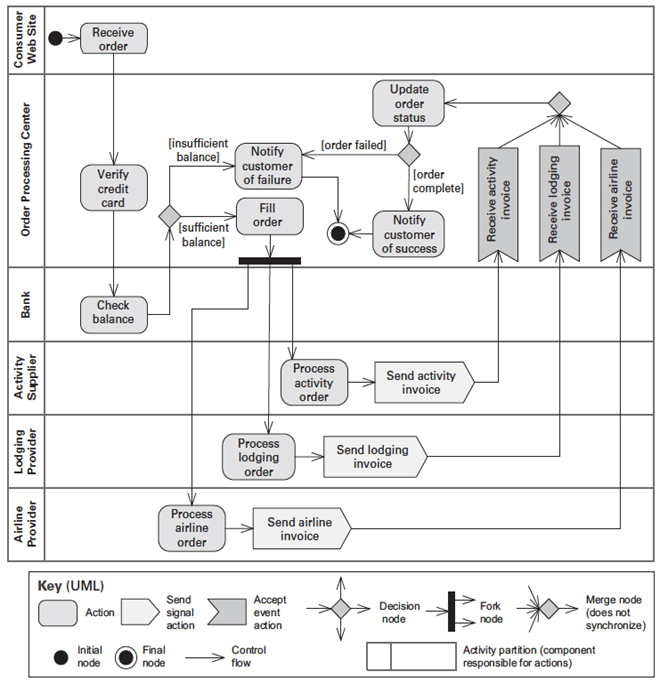 Consumer
Web Site
Receive
order
Order Processing Center
Update
order
status
[insufficient
balance]
Notify
customer
of failure
[order failed]
[order
complete]
Verify
credit
card
Fill
order
[sufficient
balance]
Notify
customer
of success
Receive activity
invoice
Receive lodging
invoice
Receive airline
invoice
Bank
Check
balance
Activity
Supplier
Process
activity
order
Send activity
invoice
Lodging
Provider
Process
lodging
order
Send lodging
invoice
Airline
Provider
Process
airline
order
Send airline
invoice
Key (UML)
Action
Send
signal
action
Accept
event
action
Decision
node
Fork
node
Merge node
(does not
synchronize)
Initial
node
Final
node
Control
flow
Activity partition (component
responsible for actions)